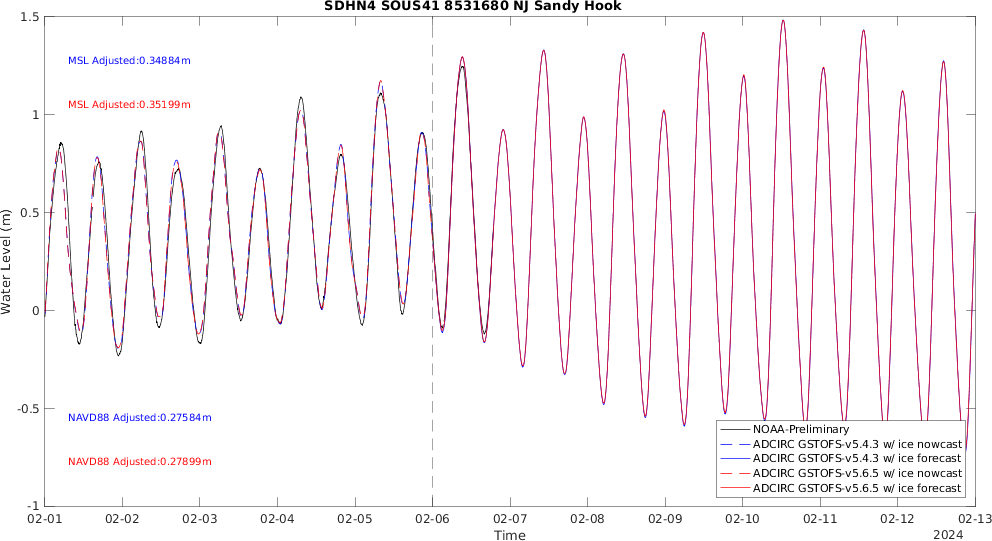 SDHN4 SOUS41 8531680 NJ Sandy Hook
1.5
1
0.5
0
-0.5
-1
Water Level (m)
MSL Adjusted:0.34884m
MSL Adjusted:0.35199m
NAVD88 Adjusted:0.27584m
NAVD88 Adjusted:0.27899m
NOAA-Preliminary
ADCIRC GSTOFS-v5.4.3 w/ ice nowcast
ADCIRC GSTOFS-v5.4.3 w/ ice forecast
ADCIRC GSTOFS-v5.6.5 w/ ice nowcast
ADCIRC GSTOFS-v5.6.5 w/ ice forecast
02-01 02-02 02-03 02-04 02-05 02-06 02-07 02-08 02-09 02-10 02-11 02-12 02-13
Time
2024